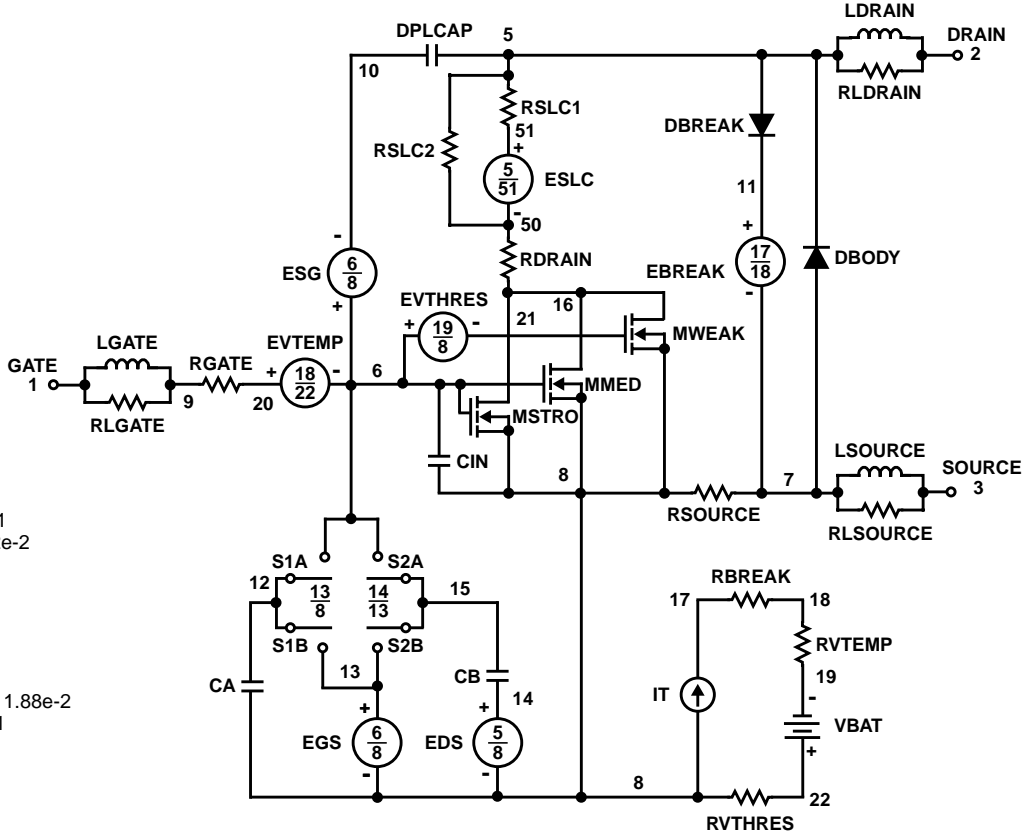 LDRAIN
DPLCAP 5 DRAIN
10 2
RLDRAIN
RSLC1
DBREAK
51
+
RSLC2
5
51
ESLC
11
-
50
+
-
17
18
RDRAIN
EBREAK
DBODY
6
8
ESG
-
EVTHRES
16
+
21
+
19
8
-
MWEAK
LGATE
EVTEMP
GATE
1
RGATE
+
18
22
-
6
MMED
9
20
MSTRO
RLGATE
LSOURCE
CIN
8
7
SOURCE
3
1
RSOURCE
e-2
RLSOURCE
S1A
S2A
12
13
8
14
13
15
RBREAK
17
18
S1B
S2B
RVTEMP
13
CB
19
CA
14
IT
-
1.88e-2
+
+
VBAT
EGS
6
8
EDS
5
8
+
-
-
8
22
RVTHRES